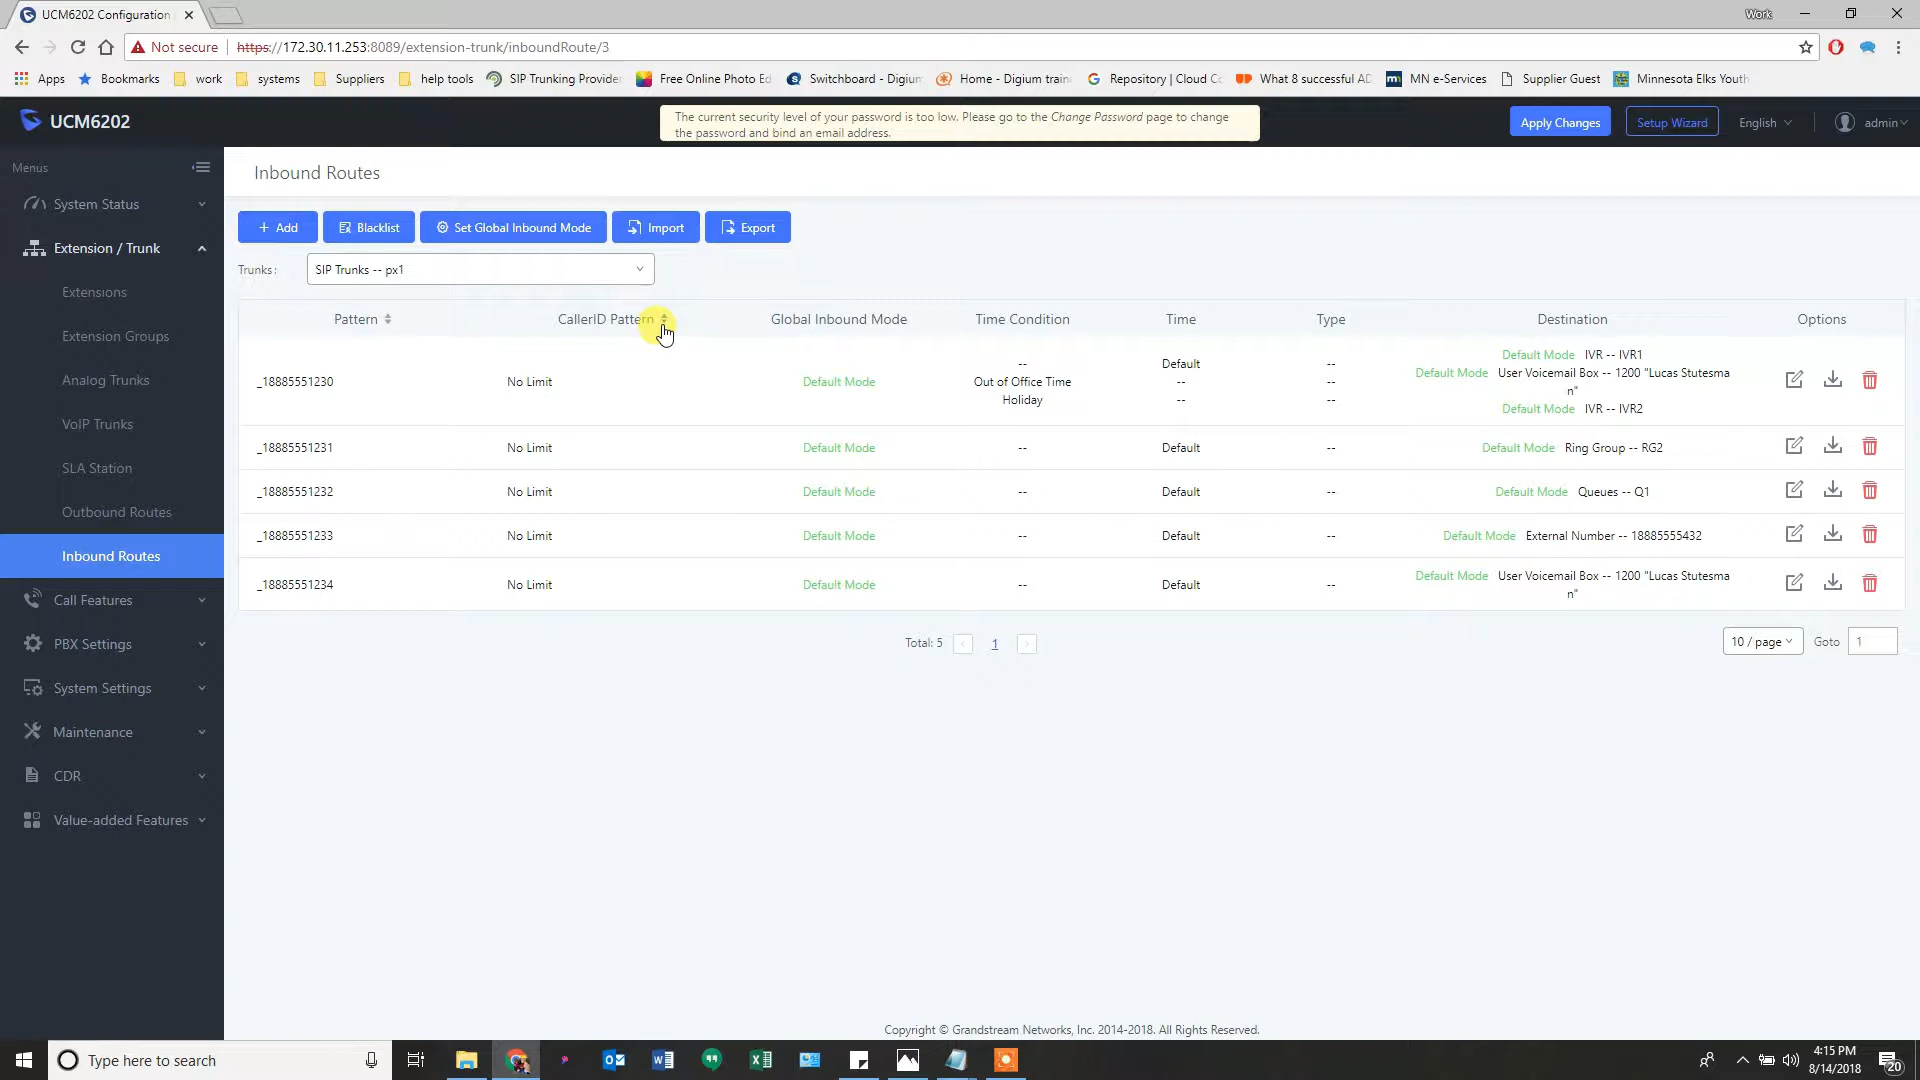 UCM6202 Configuration
Work
Not secure
https://172.30.11.253:8089/extension-trunk/inboundRoute/3
Apps
Bookmarks
work
systems
Suppliers
help tools
SIP Trunking Provide
Free Online Photo Ed
Switchboard - Digium
Home - Digium train
Repository | Cloud Co
What 8 successful AD
MN e-Services
Supplier Guest
Minnesota Elks Youth
UCM6202
The current security level of your password is too low. Please go to the Change Password page to change
the password and bind an email address.
Apply Changes
Setup Wizard
English
admin
Menus
System Status
Extension / Trunk
Extensions
Extension Groups
Analog Trunks
VoIP Trunks
SLA Station
Outbound Routes
Inbound Routes
Call Features
PBX Settings
System Settings
Maintenance
CDR
Value-added Features
Inbound Routes
+ Add
Blacklist
Set Global Inbound Mode
Import
Export
Trunks :
SIP Trunks -- px1
Pattern
CallerID Pattern
Global Inbound Mode
Time Condition
Time
Type
Destination
Options
_18885551230
No Limit
Default Mode
--
Out of Office Time
Holiday
Default
--
--
--
--
--
Default Mode IVR -- IVR1
Default Mode User Voicemail Box -- 1200 "Lucas Stutesma
n"
Default Mode IVR -- IVR2
_18885551231
No Limit
Default Mode
--
Default
--
Default Mode Ring Group -- RG2
_18885551232
No Limit
Default Mode
--
Default
--
Default Mode Queues -- Q1
_18885551233
No Limit
Default Mode
--
Default
--
Default Mode External Number -- 18885555432
_18885551234
No Limit
Default Mode
--
Default
--
Default Mode User Voicemail Box -- 1200 "Lucas Stutesma
n"
Total: 5
<
1
>
10 / page
Goto
1
Copyright © Grandstream Networks, Inc. 2014-2018. All Rights Reserved.
Type here to search
4:15 PM
8/14/2018
20